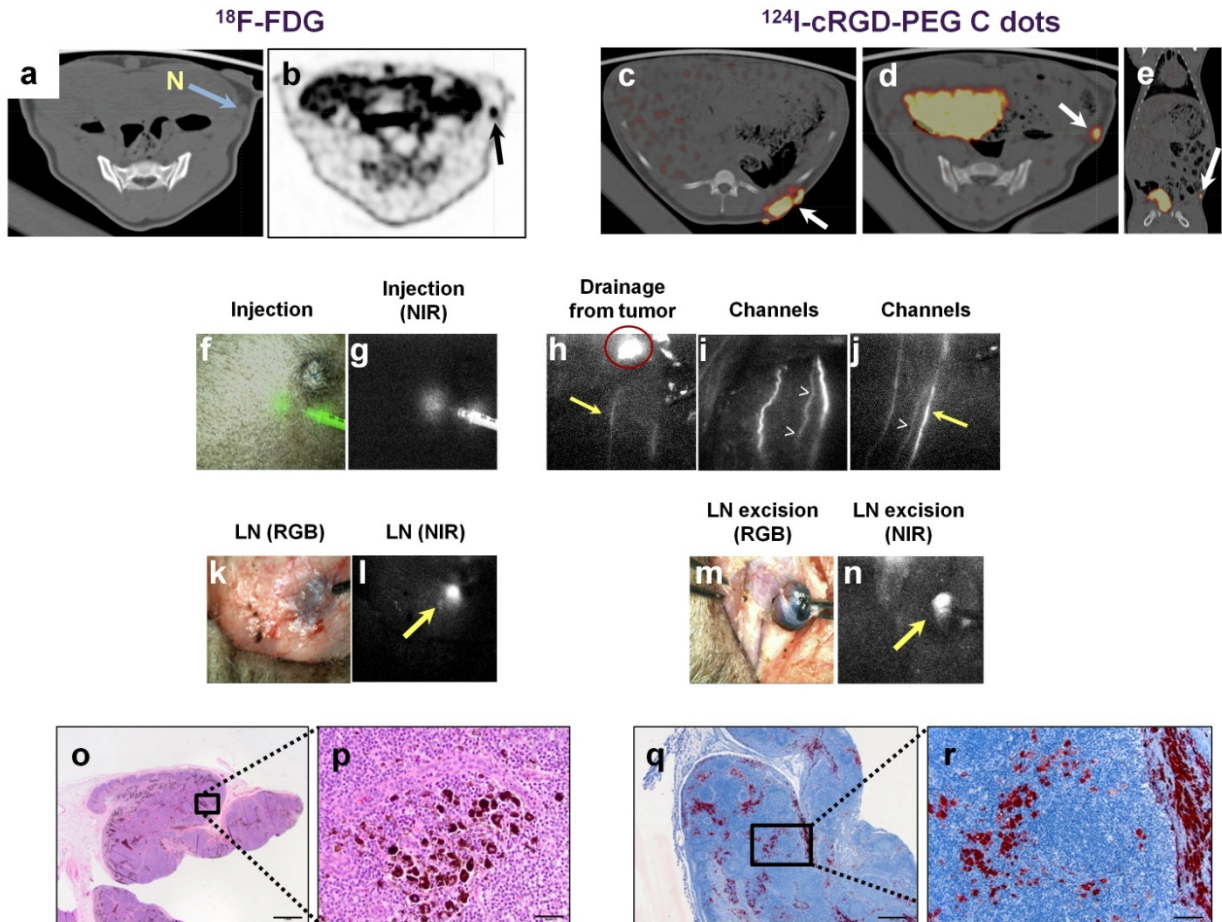 ¹⁸F-FDG
¹²⁴I-cRGD-PEG C dots
a
N
b
c
d
e
Injection
Injection
(NIR)
Drainage
from tumor
Channels
Channels
f
g
h
i
j
>
>
>
LN (RGB)
LN (NIR)
LN excision
(RGB)
LN excision
(NIR)
k
l
m
n
o
p
q
r